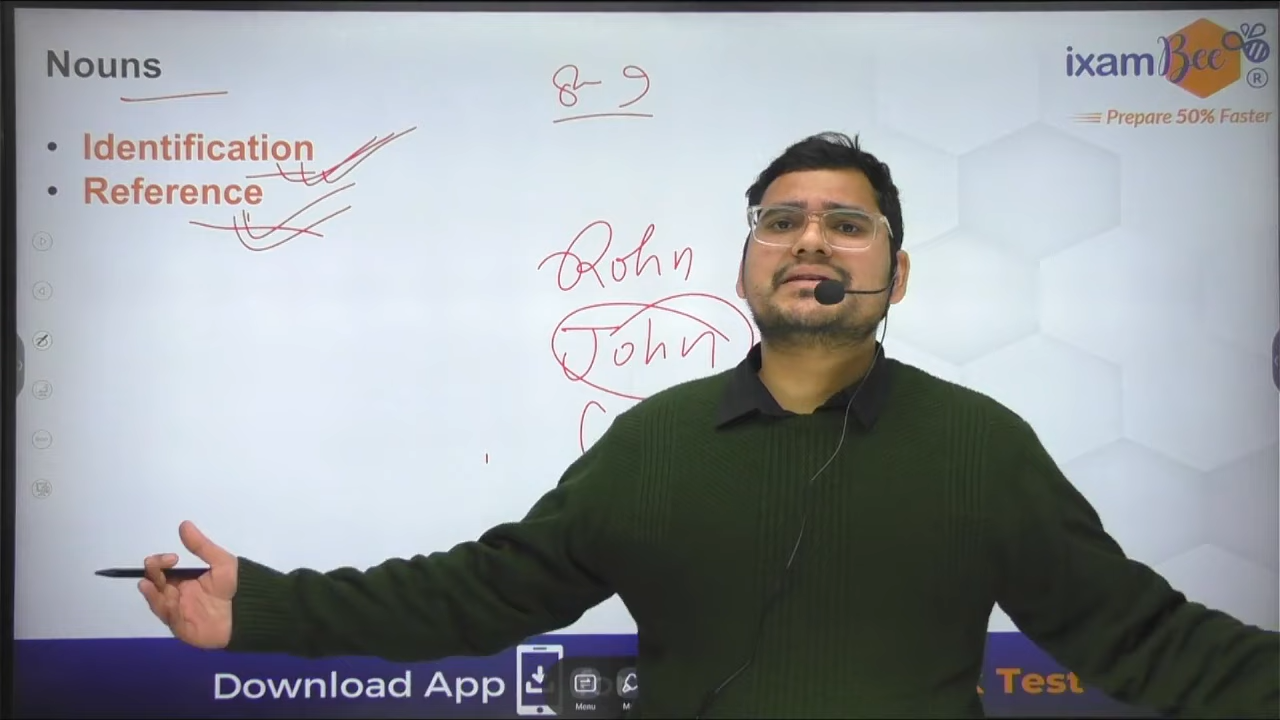 Nouns
8-9
ixamBee
®
Prepare 50% Faster
• Identification
• Reference
Rohn
John
Download App
Menu
Test